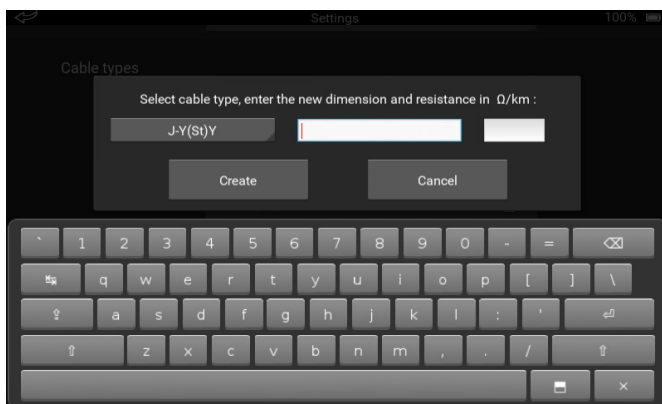 Settings 100%
Cable types
Select cable type, enter the new dimension and resistance in Ω/km :
J-Y(St)Y
Create Cancel
` 1 2 3 4 5 6 7 8 9 0 - =
q w e r t y u i o p [ ] \
a s d f g h j k l : '
z x c v b n m , . /